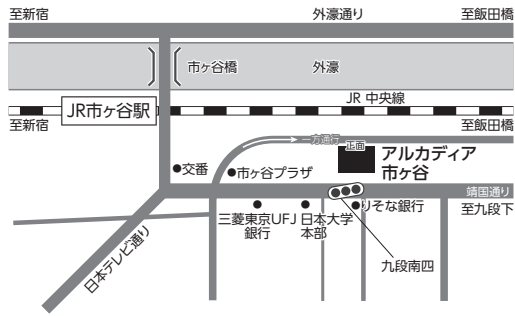 至新宿
外濠通り
至飯田橋
市ヶ谷橋
外濠
JR 中央線
JR市ヶ谷駅
至新宿
至飯田橋
一方通行
正面
アルカディア
市ヶ谷
交番
市ヶ谷プラザ
靖国通り
至九段下
三菱東京UFJ
銀行
日本大学
本部
りそな銀行
九段南四
日本テレビ通り